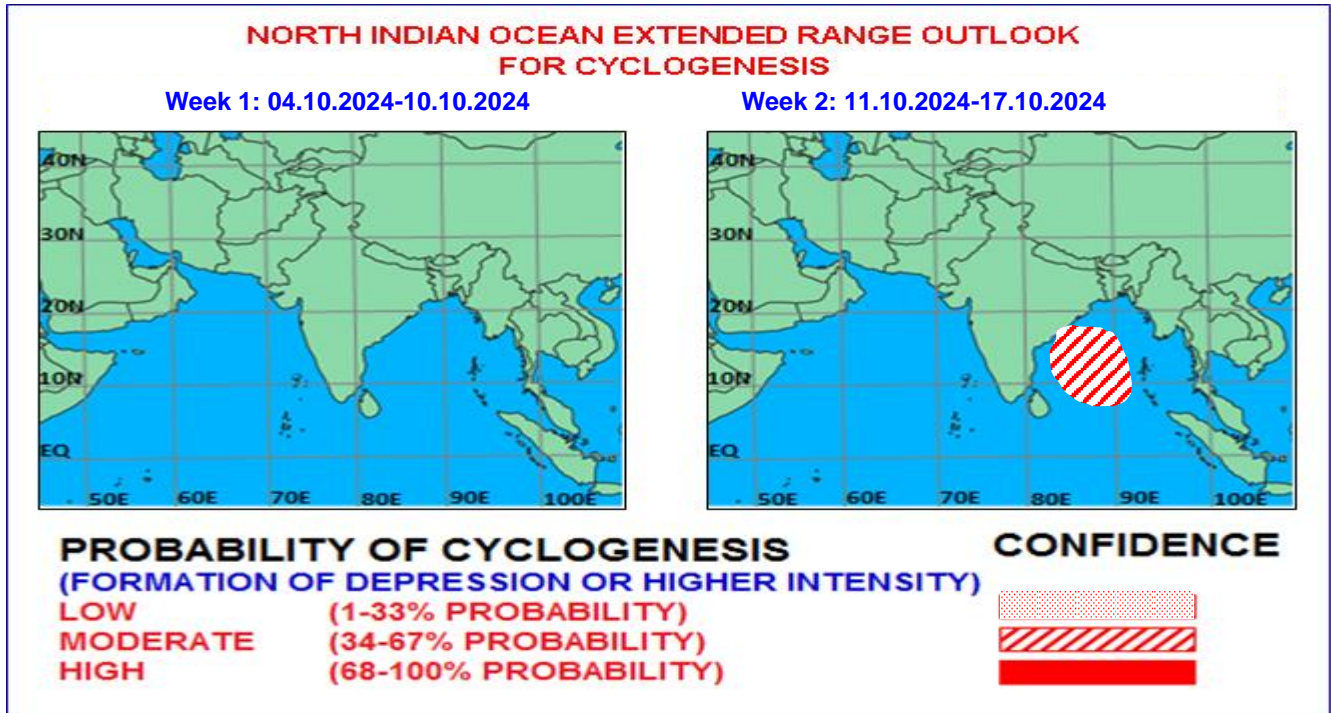 NORTH INDIAN OCEAN EXTENDED RANGE OUTLOOK
FOR CYCLOGENESIS
Week 1: 04.10.2024-10.10.2024
Week 2: 11.10.2024-17.10.2024
40N
30N
20N
10N
EQ
50E 60E 70E 80E 90E 100E
40N
30N
20N
10N
EQ
50E 60E 70E 80E 90E 100E
PROBABILITY OF CYCLOGENESIS
CONFIDENCE
(FORMATION OF DEPRESSION OR HIGHER INTENSITY)
LOW (1-33% PROBABILITY)
MODERATE (34-67% PROBABILITY)
HIGH (68-100% PROBABILITY)